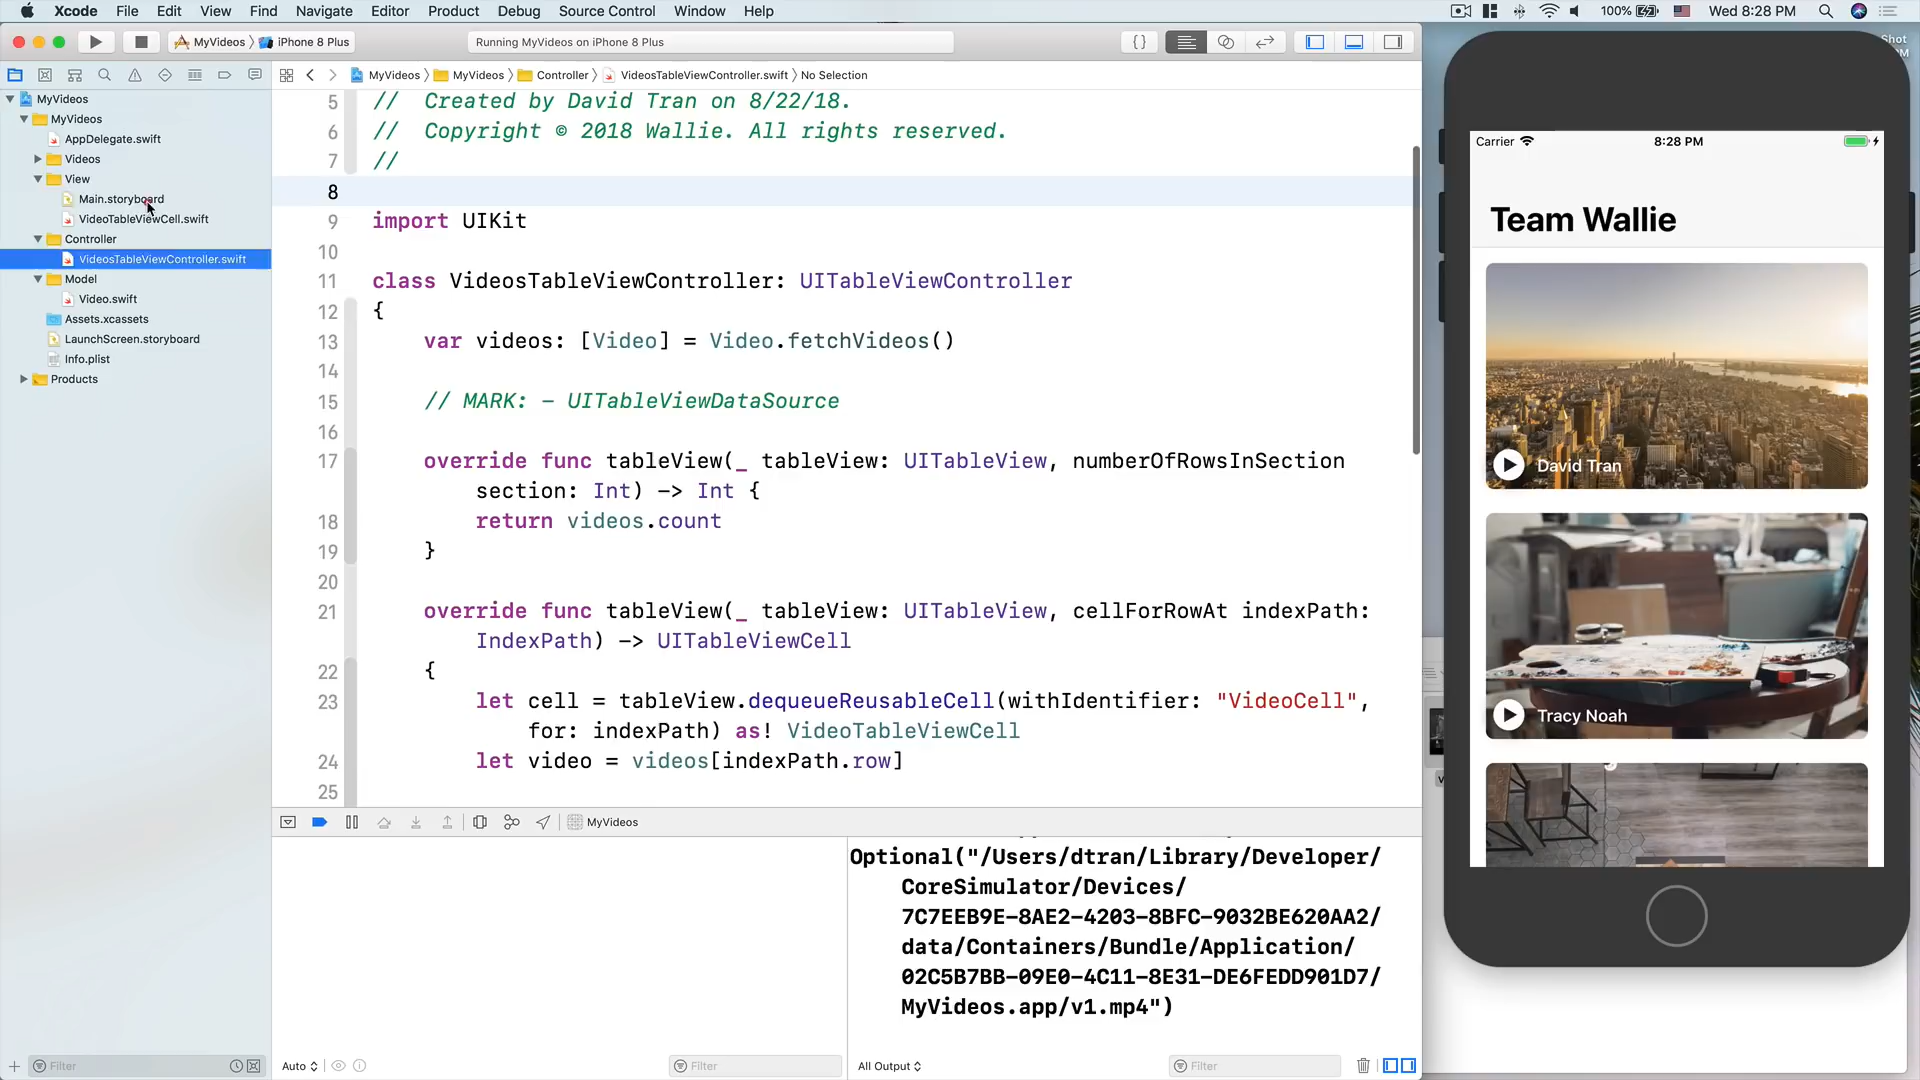 Xcode File Edit View Find Navigate Editor Product Debug Source Control Window Help
100% Wed 8:28 PM
Shot
MyVideos iPhone 8 Plus
Running MyVideos on iPhone 8 Plus
MyVideos
MyVideos
AppDelegate.swift
Videos
View
Main.storyboard
VideoTableViewCell.swift
Controller
VideosTableViewController.swift
Model
Video.swift
Assets.xcassets
LaunchScreen.storyboard
Info.plist
Products
Filter
MyVideos MyVideos Controller VideosTableViewController.swift No Selection
5 // Created by David Tran on 8/22/18.
6 // Copyright © 2018 Wallie. All rights reserved.
7 //
8
9 import UIKit
10
11 class VideosTableViewController: UITableViewController
12 {
13 var videos: [Video] = Video.fetchVideos()
14
15 // MARK: - UITableViewDataSource
16
17 override func tableView(_ tableView: UITableView, numberOfRowsInSection
section: Int) -> Int {
18 return videos.count
19 }
20
21 override func tableView(_ tableView: UITableView, cellForRowAt indexPath:
IndexPath) -> UITableViewCell
22 {
23 let cell = tableView.dequeueReusableCell(withIdentifier: "VideoCell",
for: indexPath) as! VideoTableViewCell
24 let video = videos[indexPath.row]
25
MyVideos
Optional("/Users/dtran/Library/Developer/
CoreSimulator/Devices/
7C7EEB9E-8AE2-4203-8BFC-9032BE620AA2/
data/Containers/Bundle/Application/
02C5B7BB-09E0-4C11-8E31-DE6FEDD901D7/
MyVideos.app/v1.mp4")
Auto
Filter
All Output
Filter
Carrier 8:28 PM
Team Wallie
David Tran
Tracy Noah